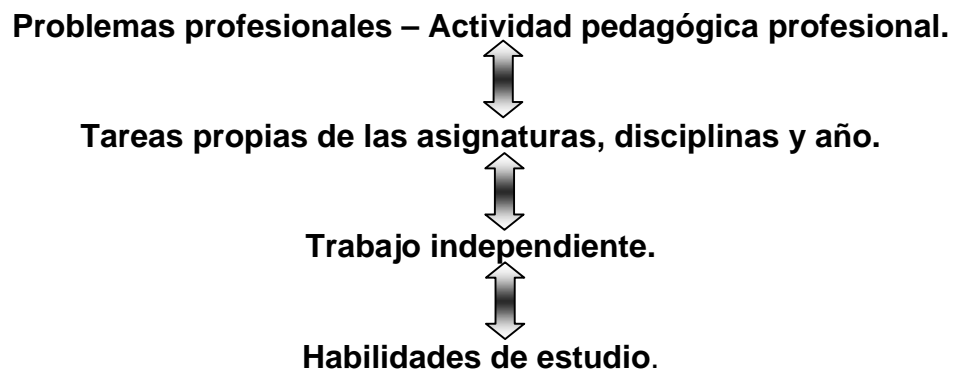 Problemas profesionales – Actividad pedagógica profesional.
Tareas propias de las asignaturas, disciplinas y año.
Trabajo independiente.
Habilidades de estudio.